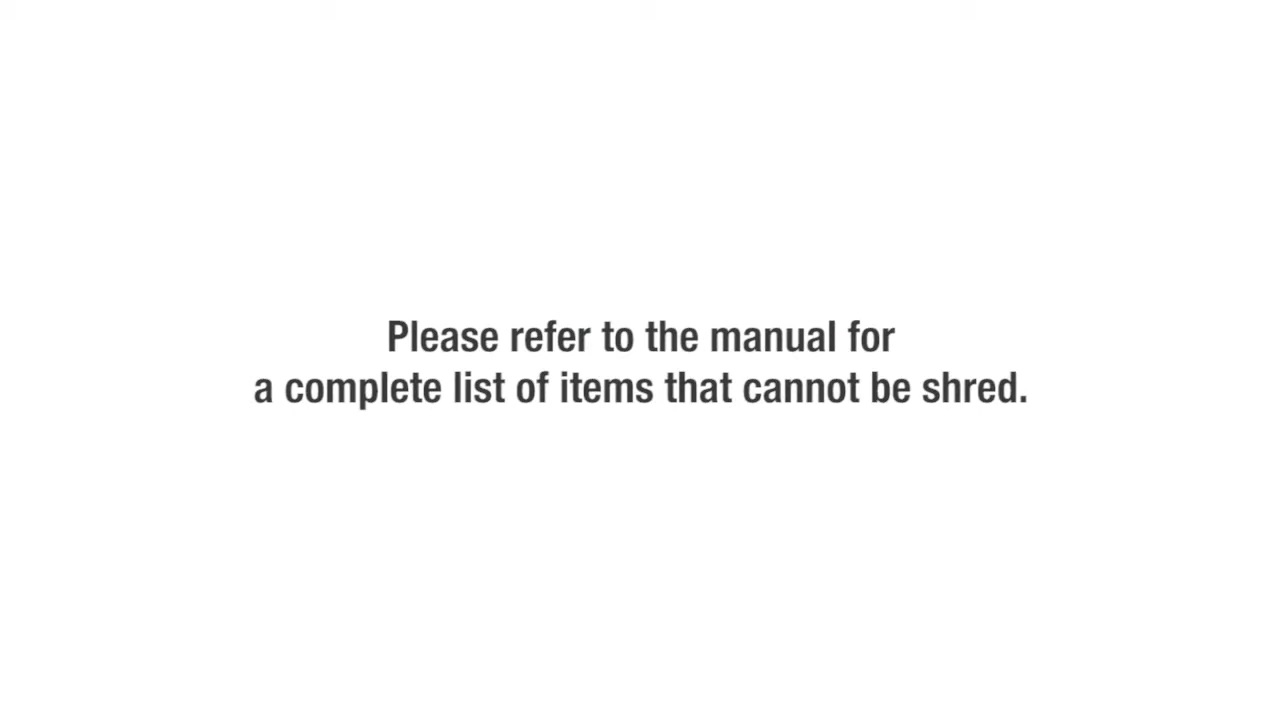 Please refer to the manual for
a complete list of items that cannot be shred.